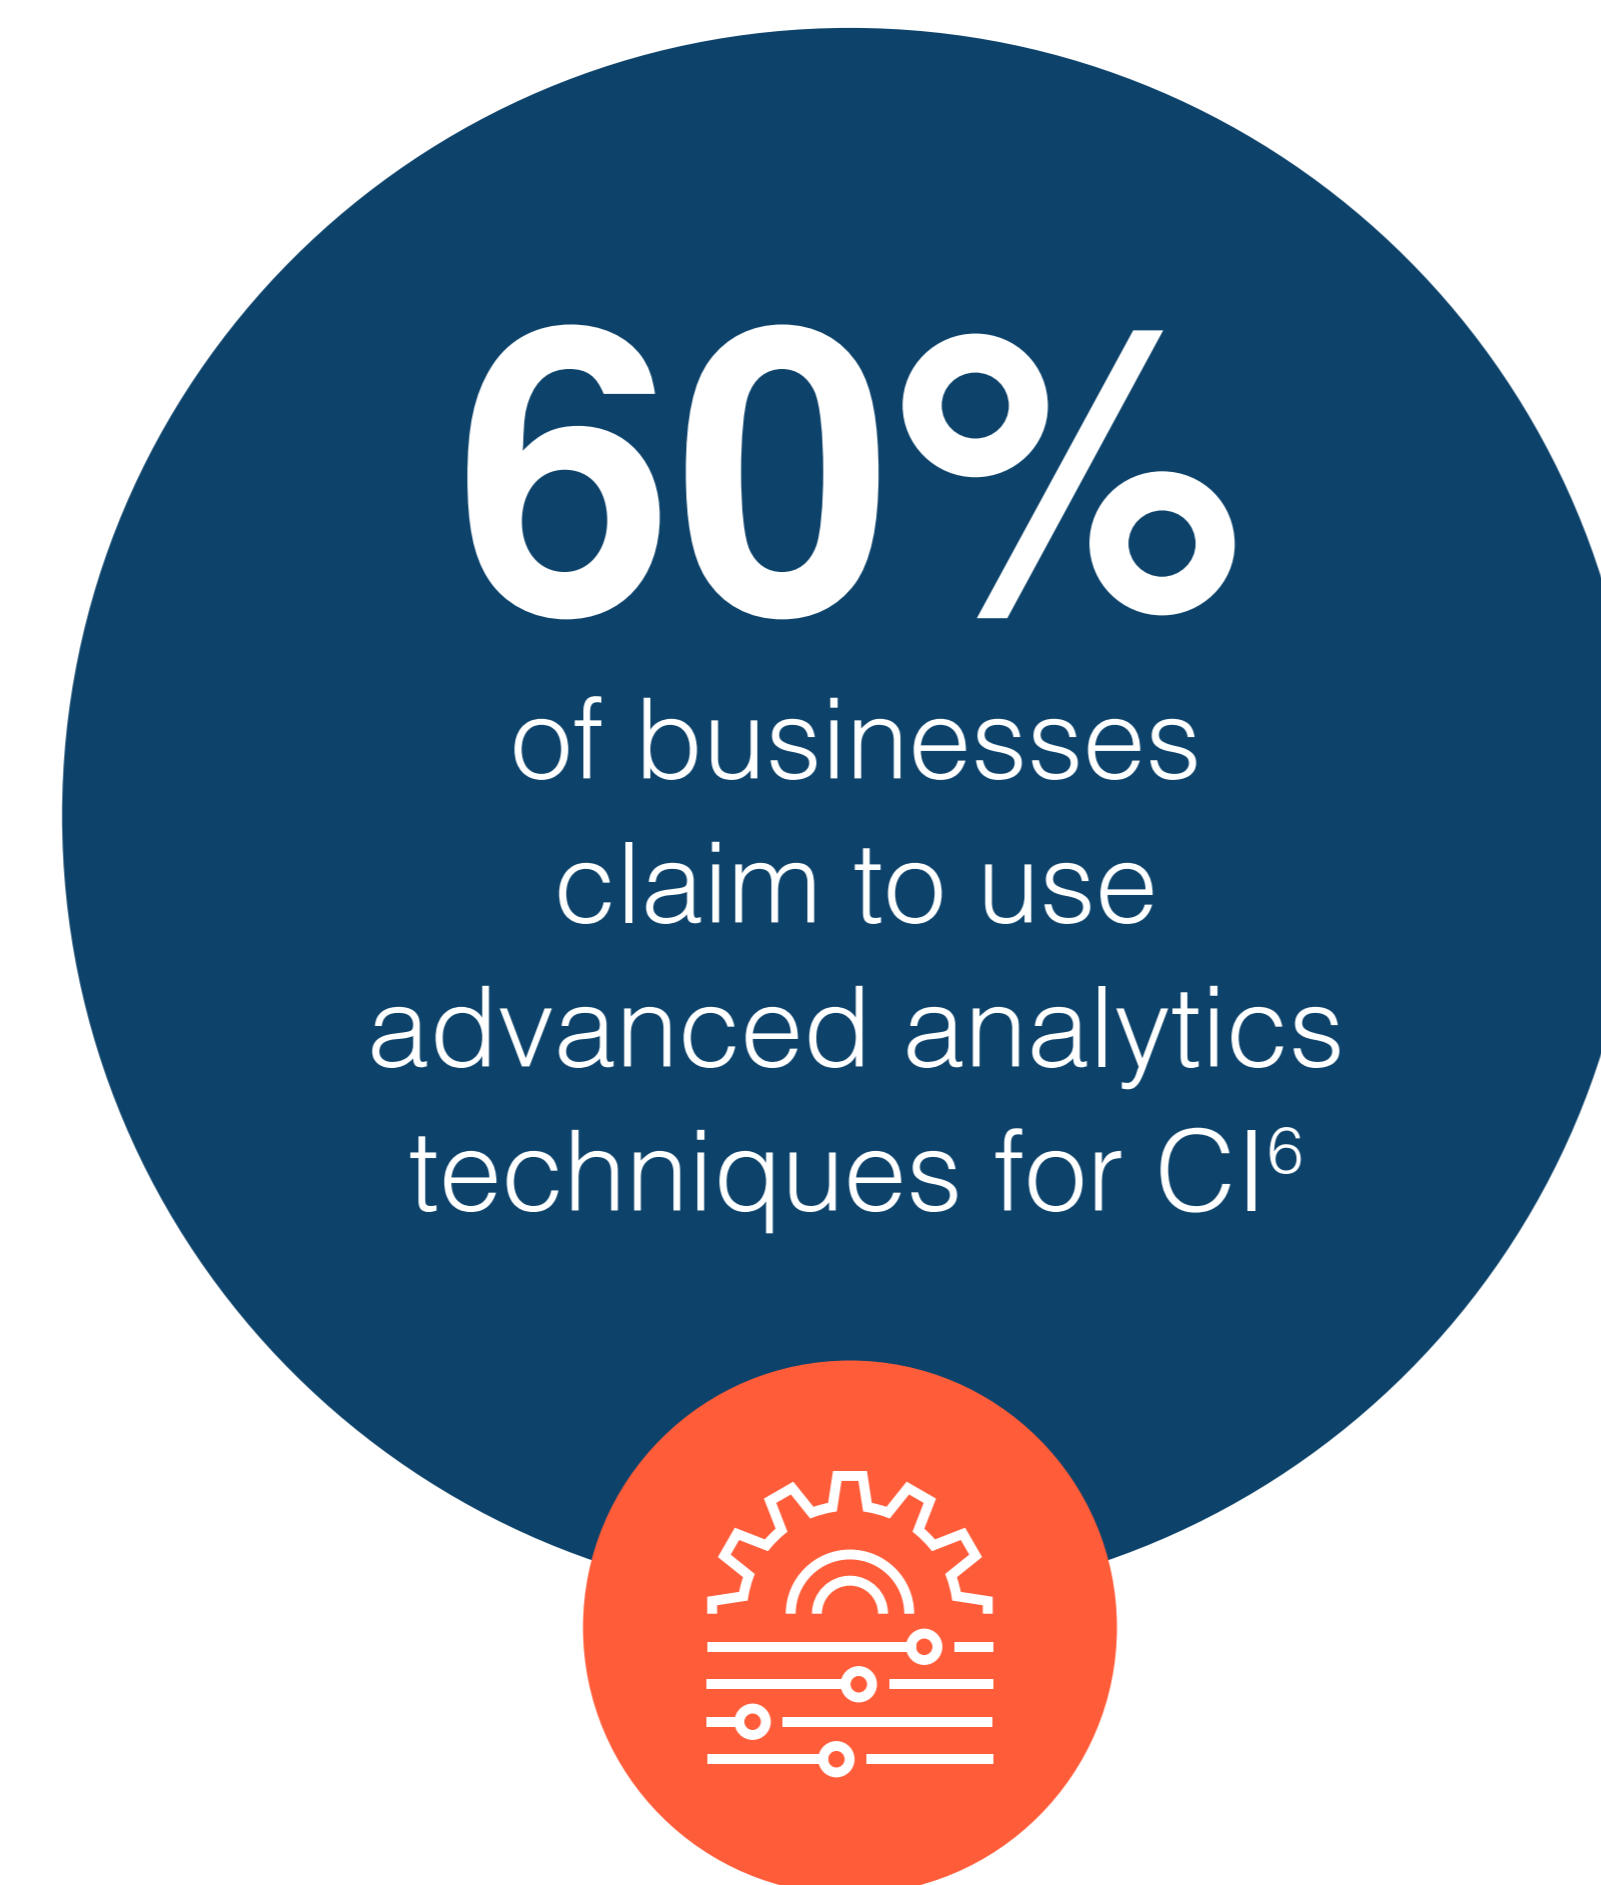 60%
of businesses
claim to use
advanced analytics
techniques for CI⁶